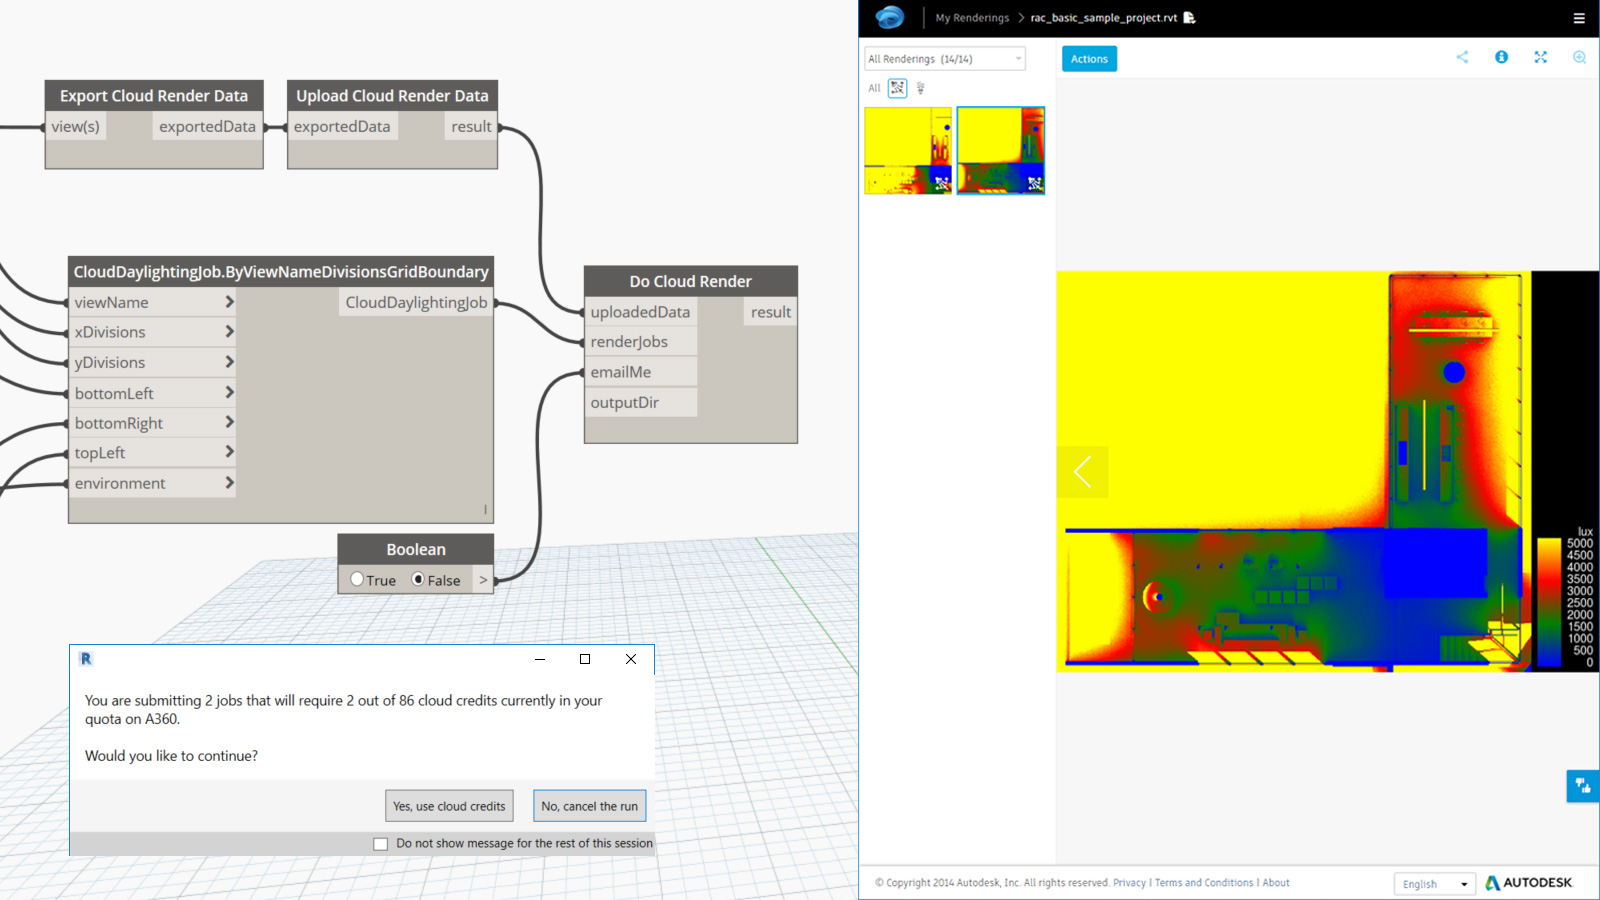 Export Cloud Render Data
view(s)
exportedData
Upload Cloud Render Data
exportedData
result
CloudDaylightingJob.ByViewNameDivisionsGridBoundary
viewName
xDivisions
yDivisions
bottomLeft
bottomRight
topLeft
environment
CloudDaylightingJob
Do Cloud Render
uploadedData
renderJobs
emailMe
outputDir
result
Boolean
True
False
>
R
You are submitting 2 jobs that will require 2 out of 86 cloud credits currently in your
quota on A360.
Would you like to continue?
Yes, use cloud credits
No, cancel the run
Do not show message for the rest of this session
My Renderings
rac_basic_sample_project.rvt
All Renderings (14/14)
All
Actions
lux
5000
4500
4000
3500
3000
2500
2000
1500
1000
500
0
© Copyright 2014 Autodesk, Inc. All rights reserved. Privacy | Terms and Conditions | About
English
AUTODESK